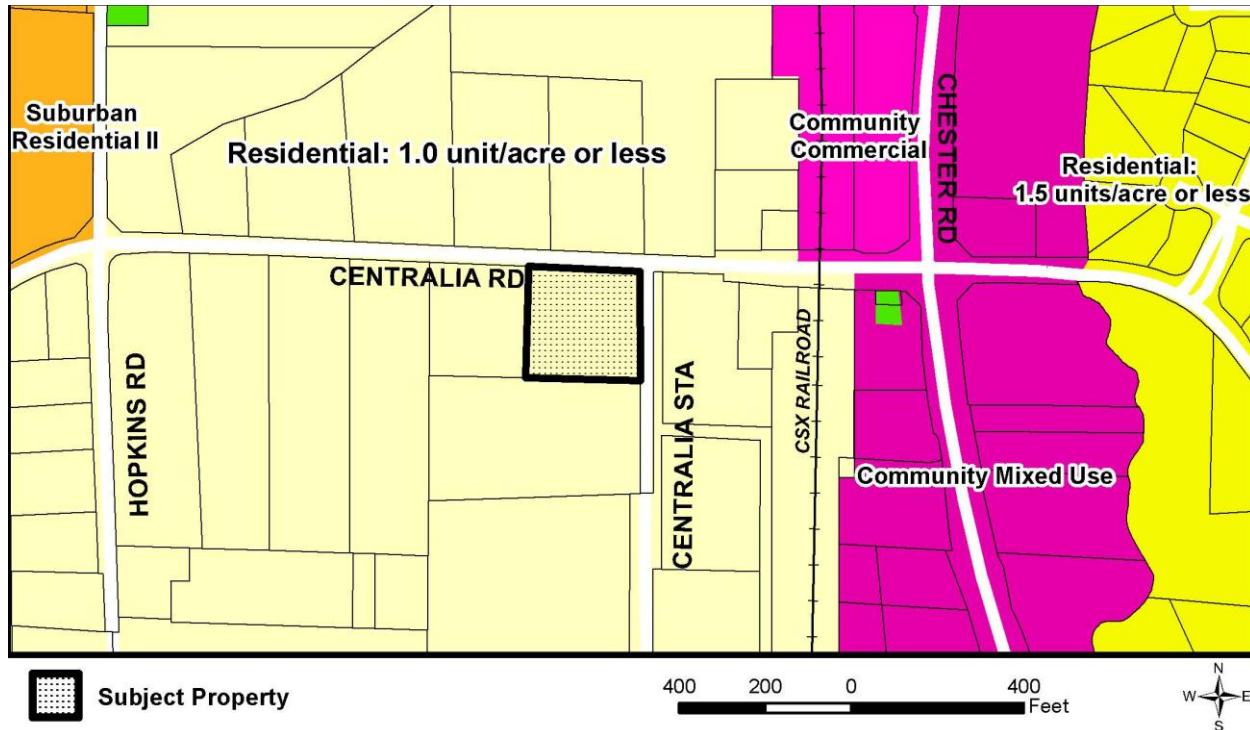 Suburban
Residential II
Residential: 1.0 unit/acre or less
Community
Commercial
CHESTER RD
Residential:
1.5 units/acre or less
CENTRALIA RD
HOPKINS RD
CENTRALIA STA
CSX RAILROAD
Community Mixed Use
Subject Property
400 200 0 400
Feet
N
W E
S